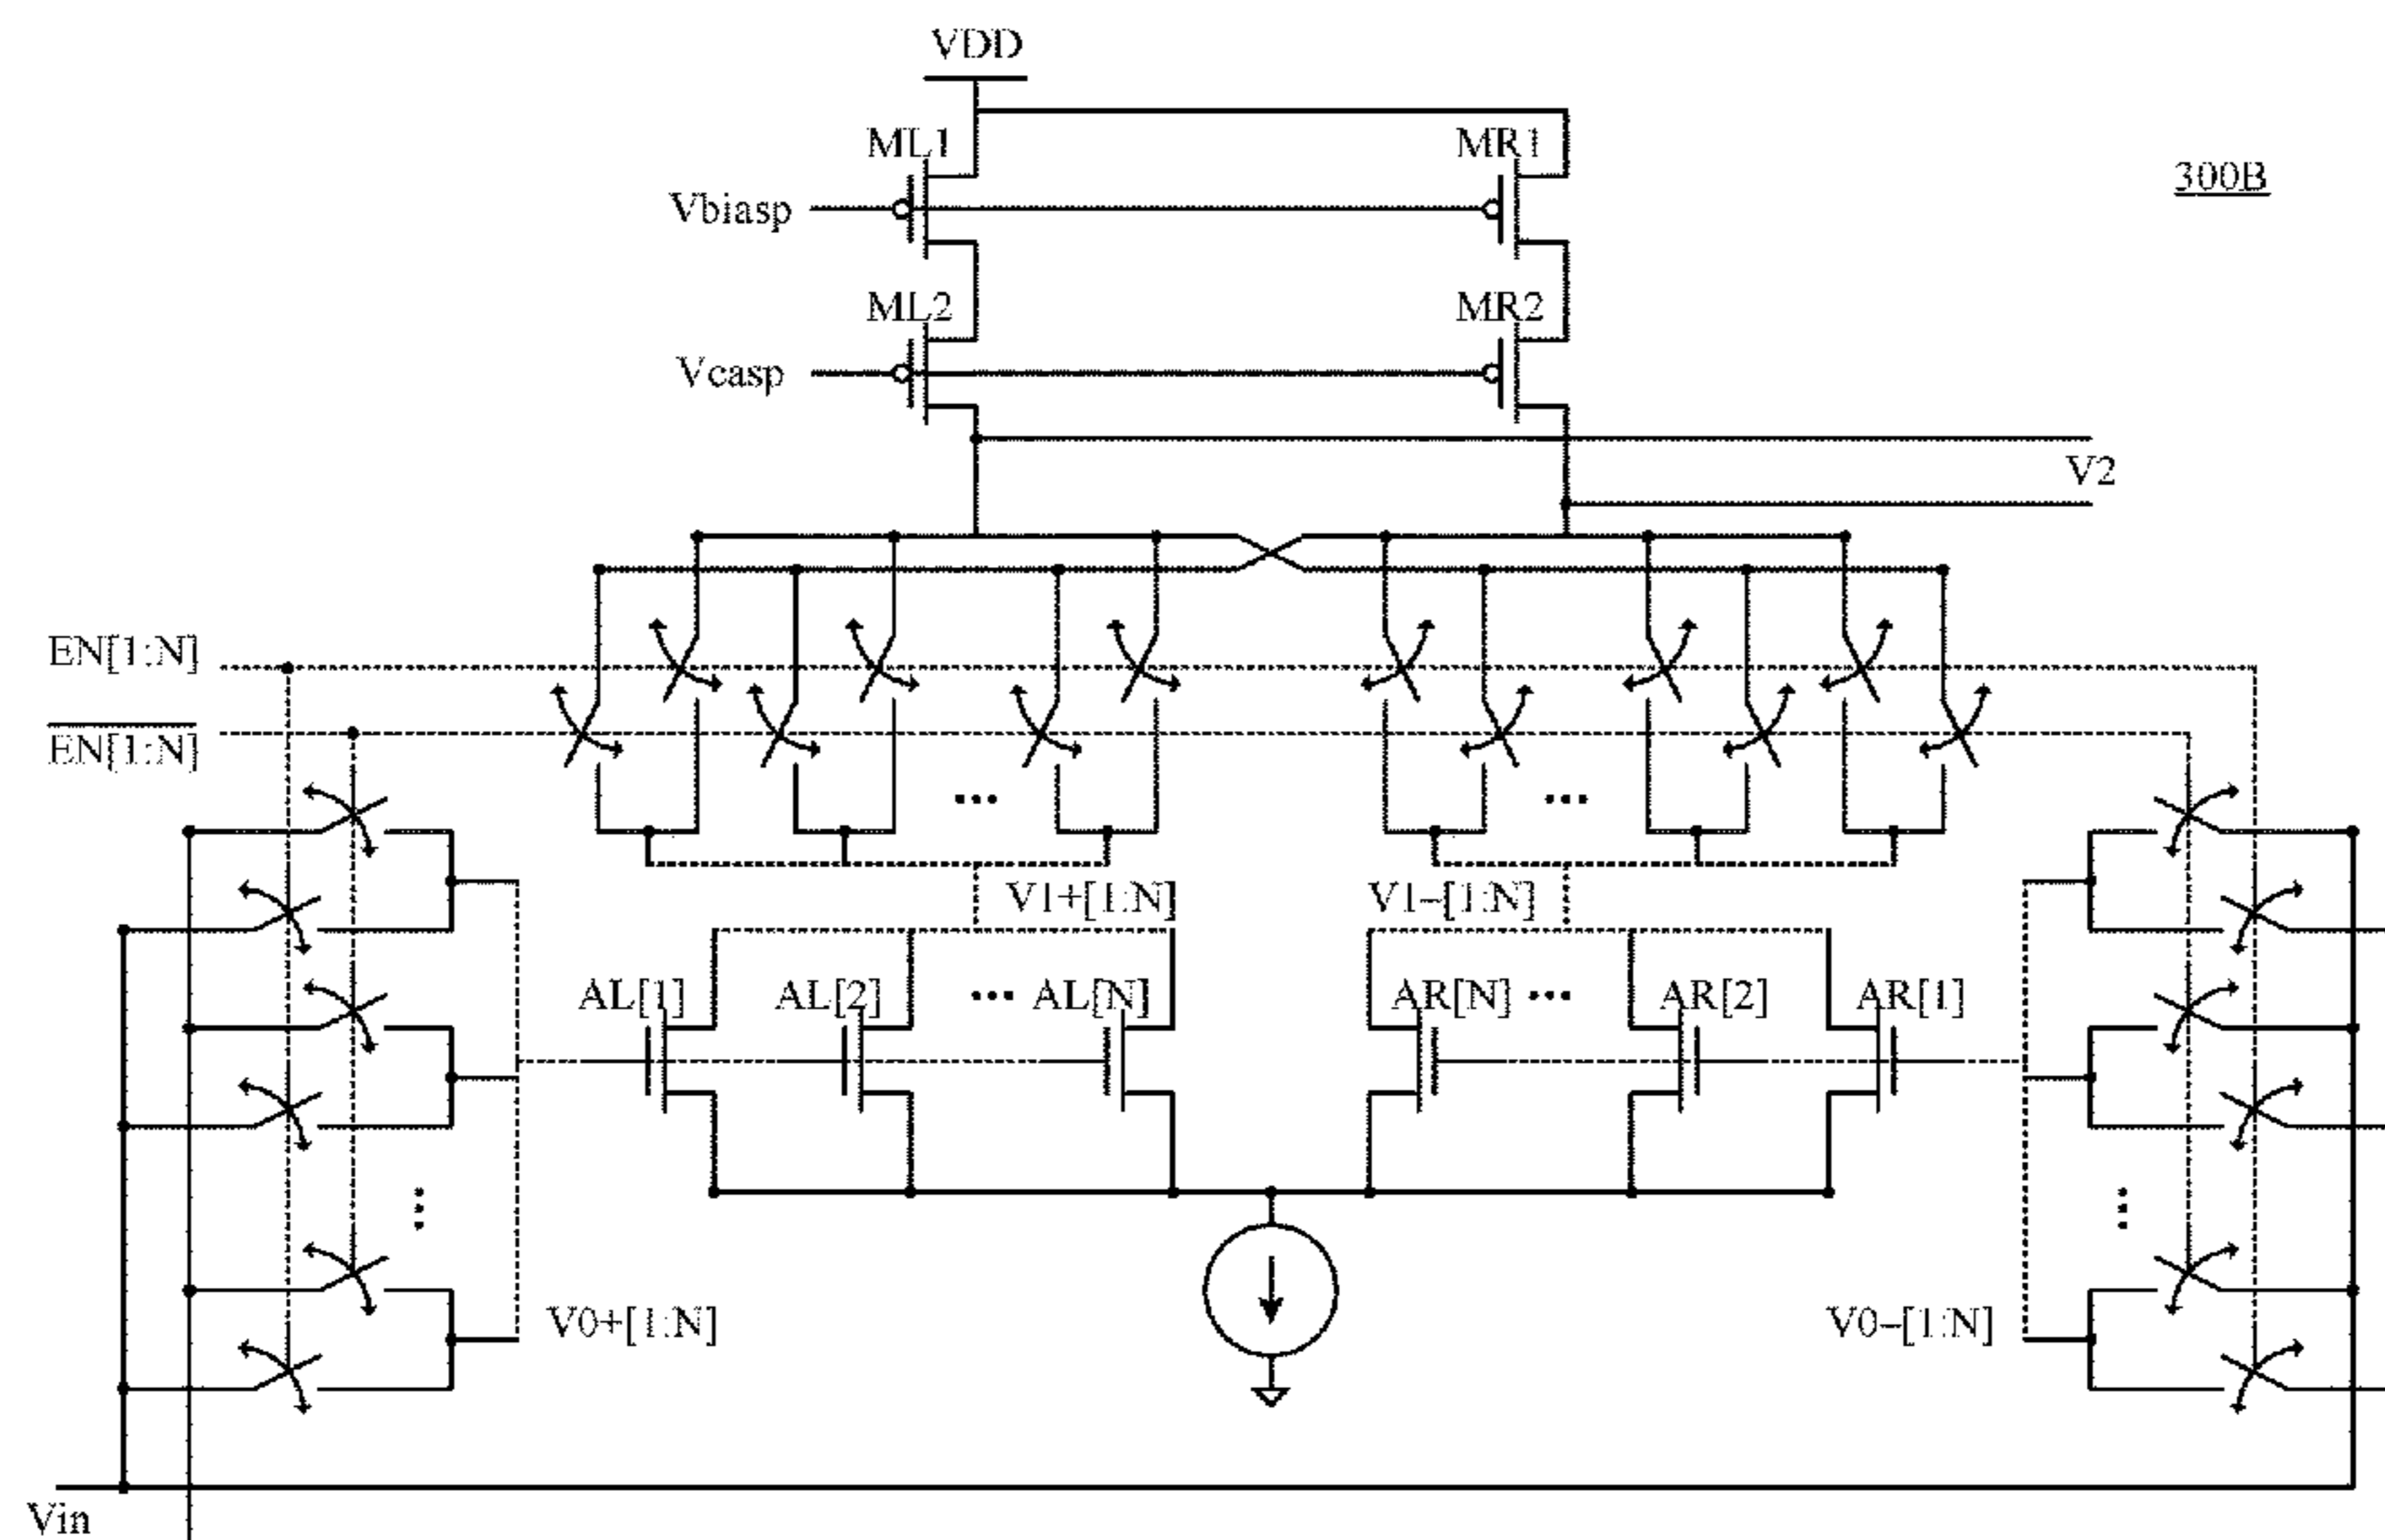 VDD
ML1
MR1
300B
Vbiasp
ML2
MR2
Vcasp
V2
EN[1:N]
EN[1:N]
... ...
V1+[1:N] V1−[1:N]
AL[1] AL[2] ... AL[N] AR[N] ... AR[2] AR[1]
... ...
V0+[1:N] V0−[1:N]
Vin